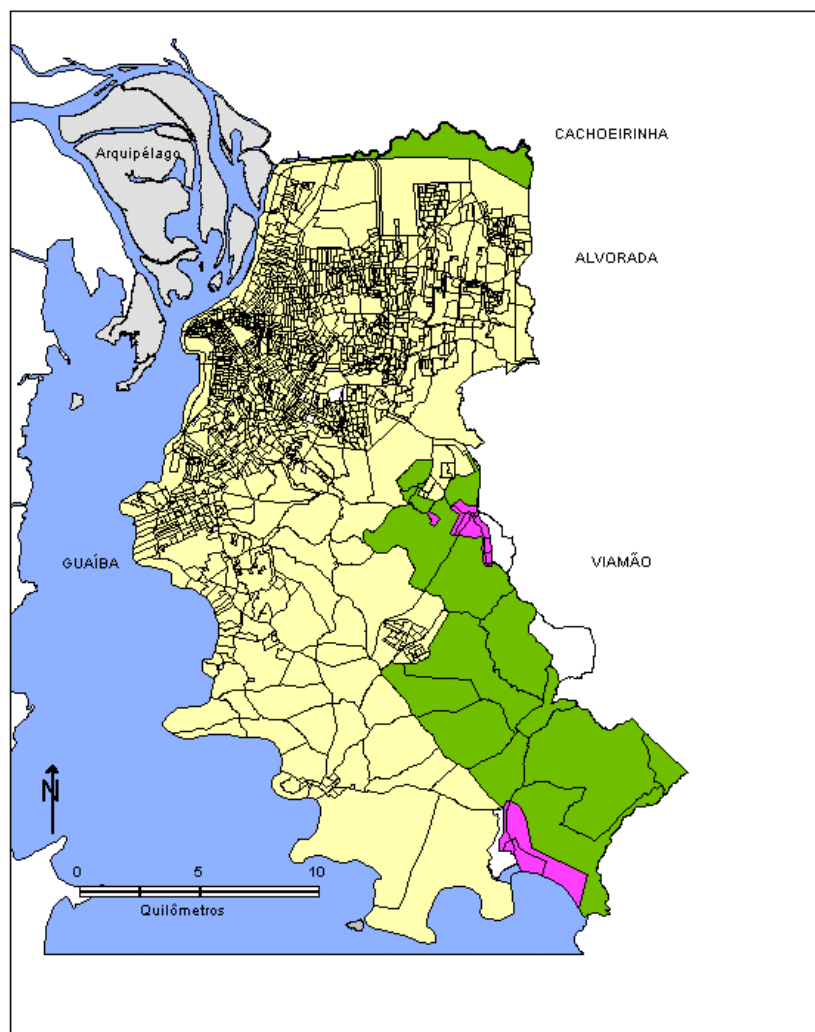 CACHOEIRINHA
Arquipélago
ALVORADA
GUAÍBA
VIAMÃO
N
0 5 10
Quilômetros